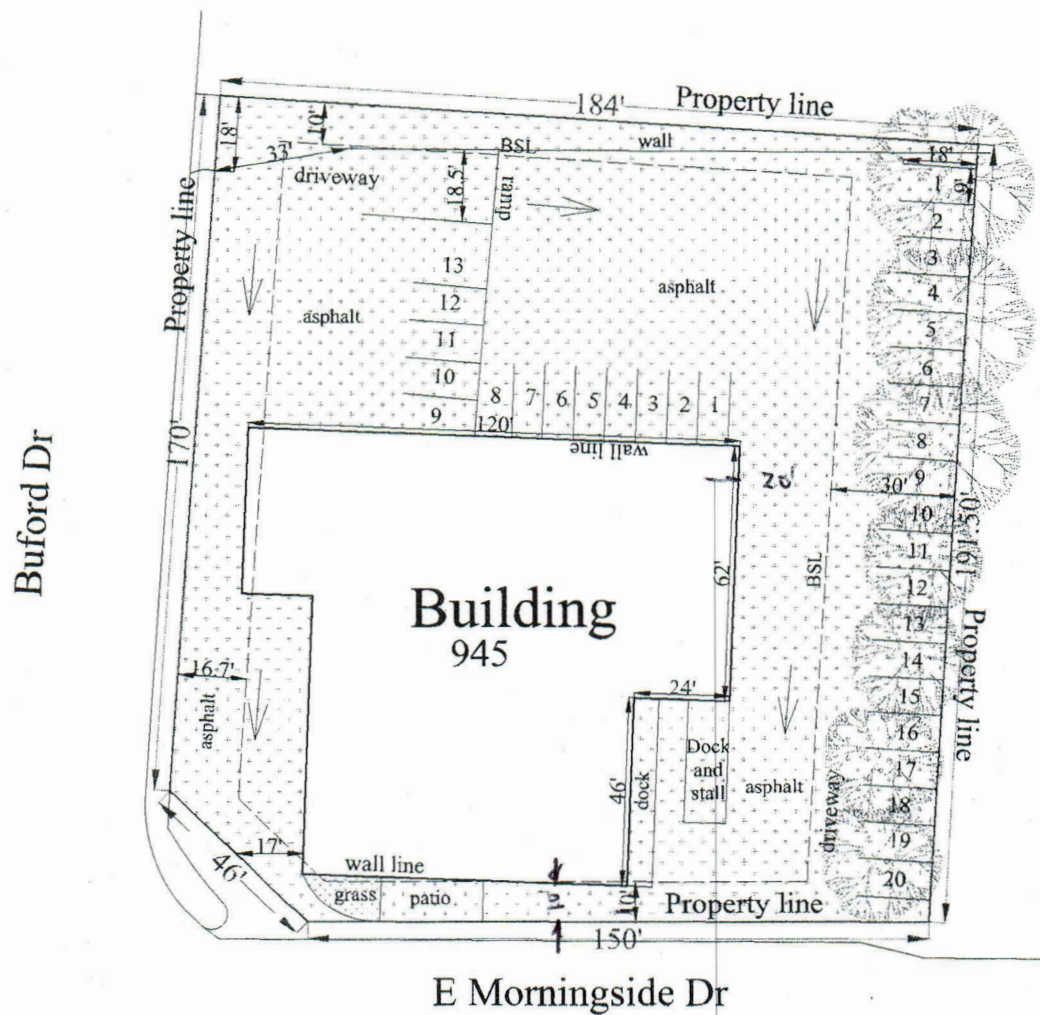 184'
Property line
18'
10'
BSL
wall
18'
33'
driveway
18.5'
ramp
9'
1
2
3
4
5
6
7
8
9
10
11
12
13
14
15
16
17
18
19
20
Property line
asphalt
asphalt
13
12
11
10
9
8
7
6
5
4
3
2
1
120'
wall line
20'
30'
170'
Buford Dr
191.50'
Property line
BSL
62'
Building
945
24'
16-7'
asphalt
Dock
and
stall
dock
46'
asphalt
driveway
17'
46'
wall line
grass
patio
10'
10'
Property line
150'
E Morningside Dr